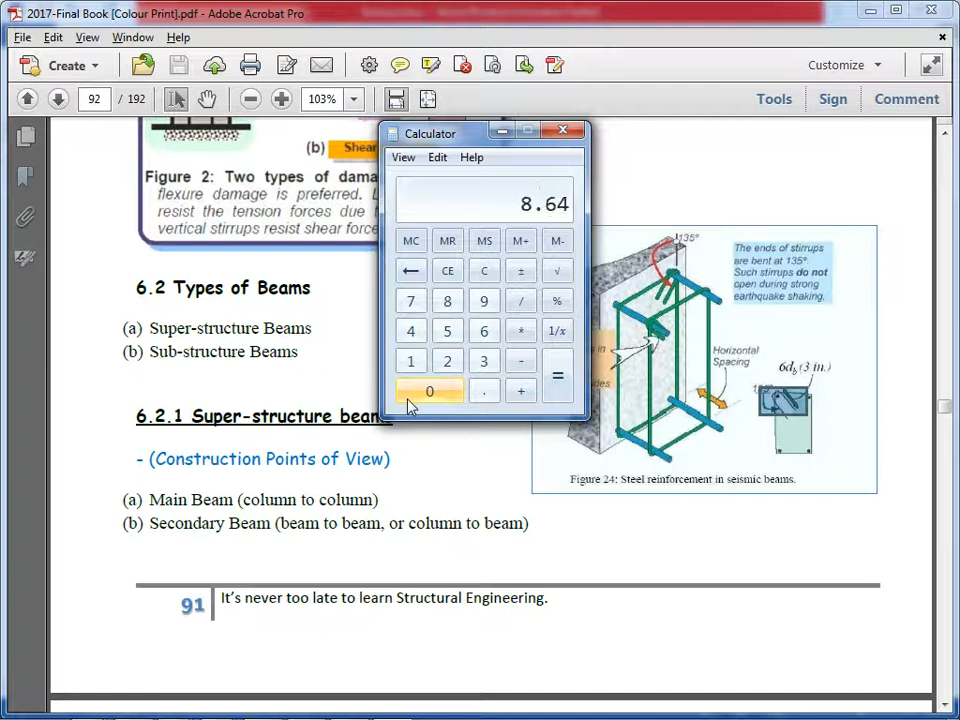 2017-Final Book [Colour Print].pdf - Adobe Acrobat Pro
File Edit View Window Help
Create
Customize
92 / 192
103%
Tools Sign Comment
(b) Shear
Figure 2: Two types of dama
flexure damage is preferred. L
resist the tension forces due t
vertical stirrups resist shear force
6.2 Types of Beams
(a) Super-structure Beams
(b) Sub-structure Beams
6.2.1 Super-structure beam
- (Construction Points of View)
(a) Main Beam (column to column)
(b) Secondary Beam (beam to beam, or column to beam)
Calculator
View Edit Help
8.64
MC MR MS M+ M-
← CE C ± √
7 8 9 / %
4 5 6 * 1/x
1 2 3 - =
0 . +
135º
The ends of stirrups
are bent at 135º.
Such stirrups do not
open during strong
earthquake shaking.
s in
des
Horizontal
Spacing
6db (3 in.)
Figure 24: Steel reinforcement in seismic beams.
91
It's never too late to learn Structural Engineering.